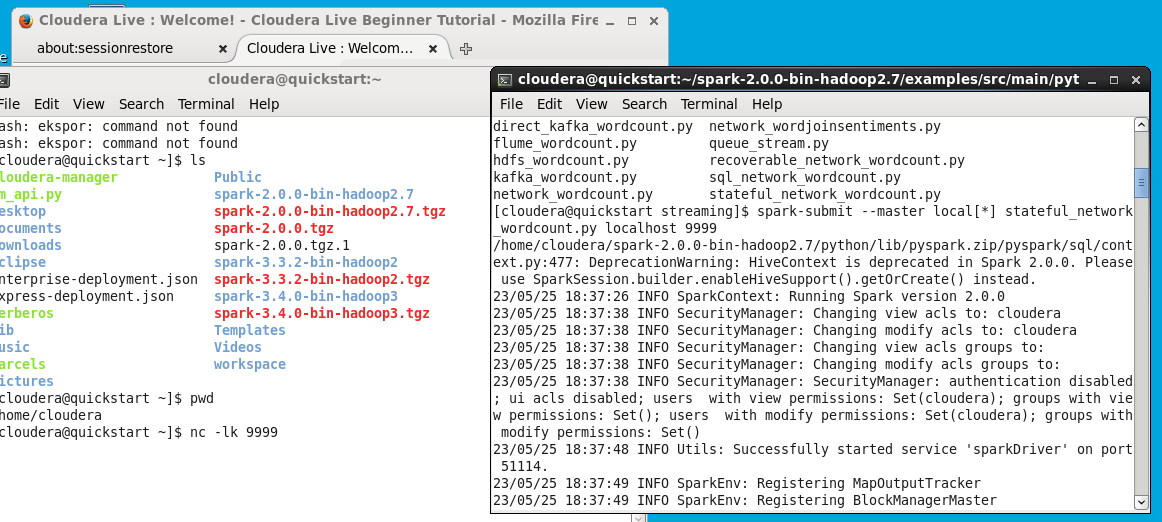 Cloudera Live : Welcome! - Cloudera Live Beginner Tutorial - Mozilla Fire
about:sessionrestore
Cloudera Live : Welcom...
e
cloudera@quickstart:~
File Edit View Search Terminal Help
ash: ekspor: command not found
ash: ekspor: command not found
cloudera@quickstart ~]$ ls
loudera-manager Public
m_api.py spark-2.0.0-bin-hadoop2.7
esktop spark-2.0.0-bin-hadoop2.7.tgz
ocuments spark-2.0.0.tgz
ownloads spark-2.0.0.tgz.1
clipse spark-3.3.2-bin-hadoop2
nterprise-deployment.json spark-3.3.2-bin-hadoop2.tgz
xpress-deployment.json spark-3.4.0-bin-hadoop3
erberos spark-3.4.0-bin-hadoop3.tgz
ib Templates
usic Videos
arcels workspace
ictures
cloudera@quickstart ~]$ pwd
home/cloudera
cloudera@quickstart ~]$ nc -lk 9999
cloudera@quickstart:~/spark-2.0.0-bin-hadoop2.7/examples/src/main/pyt
File Edit View Search Terminal Help
direct_kafka_wordcount.py network_wordjoinsentiments.py
flume_wordcount.py queue_stream.py
hdfs_wordcount.py recoverable_network_wordcount.py
kafka_wordcount.py sql_network_wordcount.py
network_wordcount.py stateful_network_wordcount.py
[cloudera@quickstart streaming]$ spark-submit --master local[*] stateful_network
_wordcount.py localhost 9999
/home/cloudera/spark-2.0.0-bin-hadoop2.7/python/lib/pyspark.zip/pyspark/sql/cont
ext.py:477: DeprecationWarning: HiveContext is deprecated in Spark 2.0.0. Please
use SparkSession.builder.enableHiveSupport().getOrCreate() instead.
23/05/25 18:37:26 INFO SparkContext: Running Spark version 2.0.0
23/05/25 18:37:38 INFO SecurityManager: Changing view acls to: cloudera
23/05/25 18:37:38 INFO SecurityManager: Changing modify acls to: cloudera
23/05/25 18:37:38 INFO SecurityManager: Changing view acls groups to:
23/05/25 18:37:38 INFO SecurityManager: Changing modify acls groups to:
23/05/25 18:37:38 INFO SecurityManager: SecurityManager: authentication disabled
; ui acls disabled; users  with view permissions: Set(cloudera); groups with vie
w permissions: Set(); users  with modify permissions: Set(cloudera); groups with
modify permissions: Set()
23/05/25 18:37:48 INFO Utils: Successfully started service 'sparkDriver' on port
51114.
23/05/25 18:37:49 INFO SparkEnv: Registering MapOutputTracker
23/05/25 18:37:49 INFO SparkEnv: Registering BlockManagerMaster